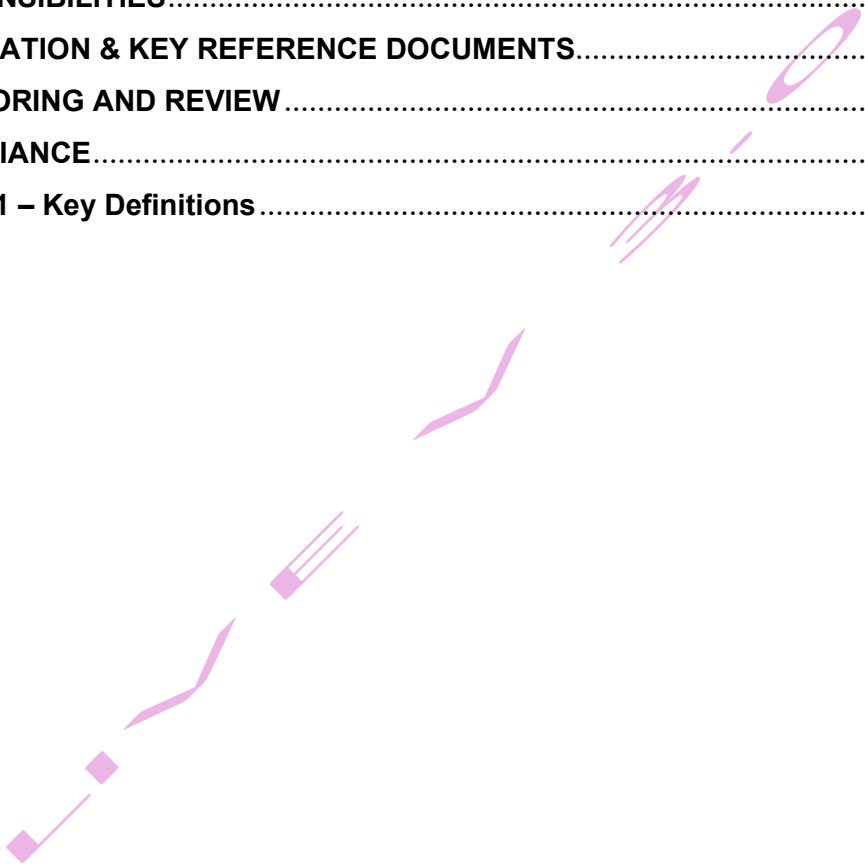 NSIBILITIES
ATION & KEY REFERENCE DOCUMENTS
ORING AND REVIEW
IANCE
1 – Key Definitions